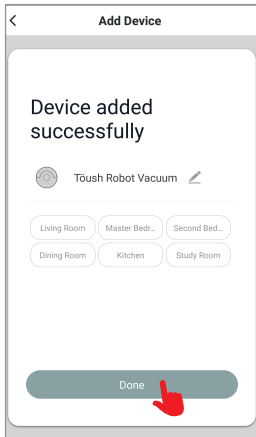 Add Device
Device added
successfully
Töush Robot Vacuum
Living Room
Master Bedr...
Second Bed...
Dining Room
Kitchen
Study Room
Done